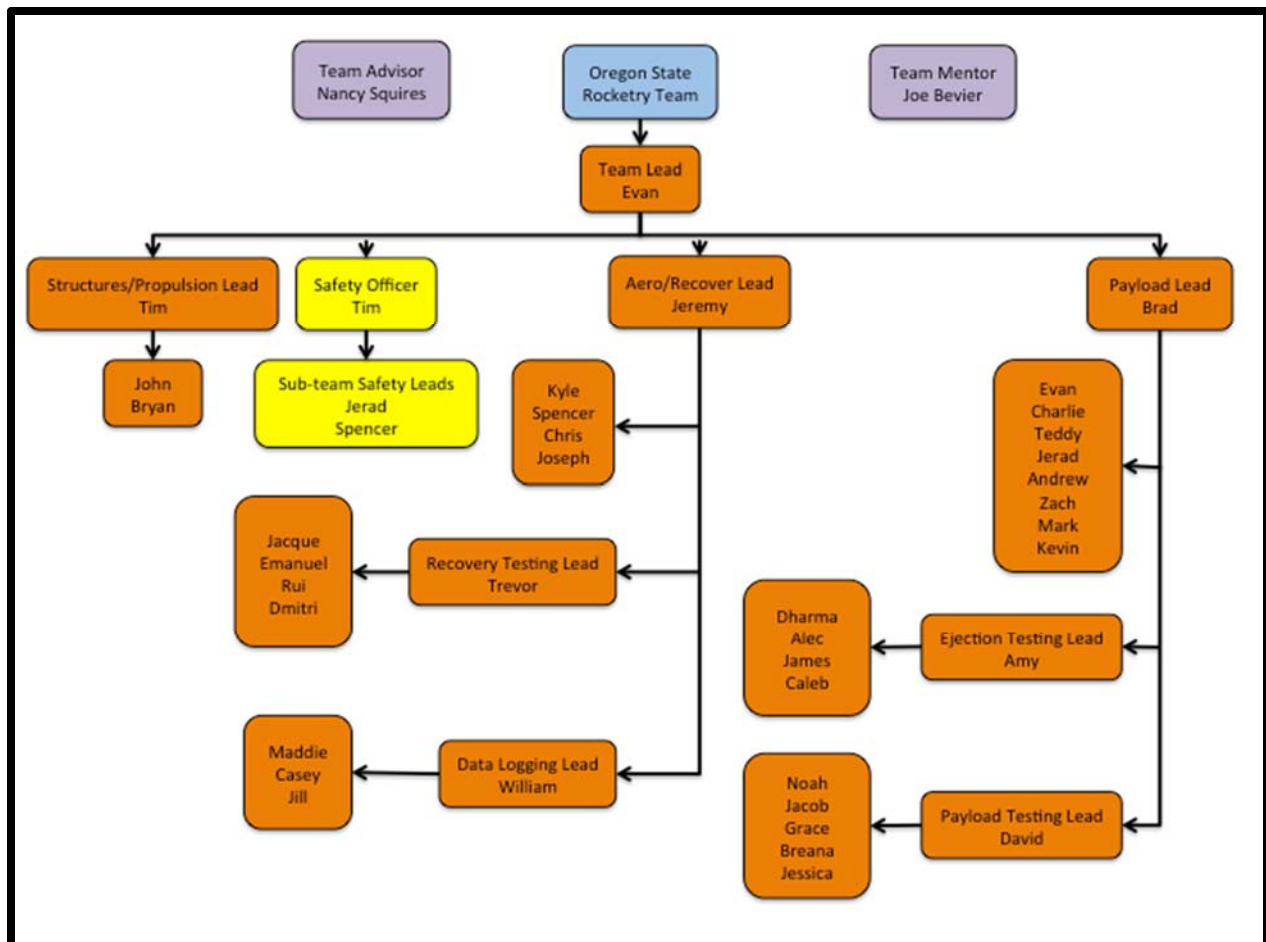 Team Advisor
Nancy Squires
Oregon State
Rocketry Team
Team Mentor
Joe Bevier
Team Lead
Evan
Structures/Propulsion Lead
Tim
Safety Officer
Tim
Aero/Recover Lead
Jeremy
Payload Lead
Brad
John
Bryan
Sub-team Safety Leads
Jerad
Spencer
Kyle
Spencer
Chris
Joseph
Evan
Charlie
Teddy
Jerad
Andrew
Zach
Mark
Kevin
Jacque
Emanuel
Rui
Dmitri
Recovery Testing Lead
Trevor
Dharma
Alec
James
Caleb
Ejection Testing Lead
Amy
Maddie
Casey
Jill
Data Logging Lead
William
Noah
Jacob
Grace
Breana
Jessica
Payload Testing Lead
David